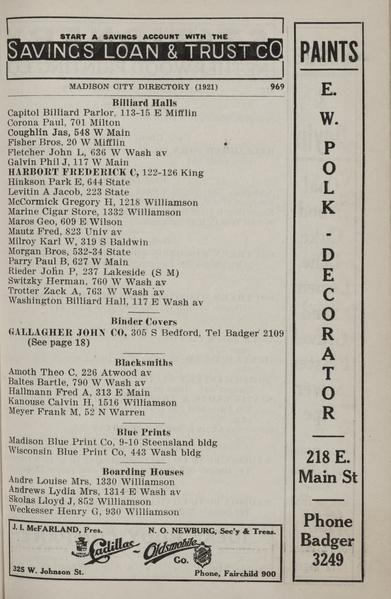 START A SAVINGS ACCOUNT WITH THE
SAVINGS LOAN & TRUST CO
MADISON CITY DIRECTORY (1921) 969
Billiard Halls
Capitol Billiard Parlor, 113-15 E Mifflin
Corona Paul, 701 Milton
Coughlin Jas, 548 W Main
Fisher Bros, 20 W Mifflin
Fletcher John L, 636 W Wash av
Galvin Phil J, 117 W Main
HARBORT FREDERICK C, 122-126 King
Hinkson Park E, 644 State
Levitin A Jacob, 223 State
McCormick Gregory H, 1218 Williamson
Marine Cigar Store, 1332 Williamson
Maros Geo, 609 E Wilson
Mautz Fred, 823 Univ av
Milroy Karl W, 319 S Baldwin
Morgan Bros, 532-34 State
Parry Paul B, 627 W Main
Rieder John P, 237 Lakeside (S M)
Switzky Herman, 760 W Wash av
Trotter Zack A, 763 W Wash av
Washington Billiard Hall, 117 E Wash av
Binder Covers
GALLAGHER JOHN CO, 305 S Bedford, Tel Badger 2109
(See page 18)
Blacksmiths
Amoth Theo C, 226 Atwood av
Baltes Bartle, 790 W Wash av
Hallmann Fred A, 313 E Main
Kanouse Calvin H, 1516 Williamson
Meyer Frank M, 52 N Warren
Blue Prints
Madison Blue Print Co, 9-10 Steensland bldg
Wisconsin Blue Print Co, 443 Wash bldg
Boarding Houses
Andre Louise Mrs, 1330 Williamson
Andrews Lydia Mrs, 1314 E Wash av
Skolas Lloyd J, 852 Williamson
Weckesser Henry G, 930 Williamson
J. I. McFARLAND, Pres. N. O. NEWBURG, Sec'y & Treas.
Cadillac - Oldsmobile
Co.
325 W. Johnson St. Phone, Fairchild 900
PAINTS
E. W. POLK - DECORATOR
218 E.
Main St
Phone
Badger
3249